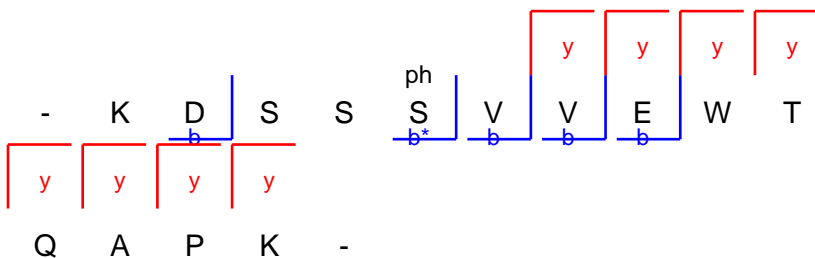 y y y y
ph
- K D S S S V V E W T
b b* b b b
y y y y
Q A P K -